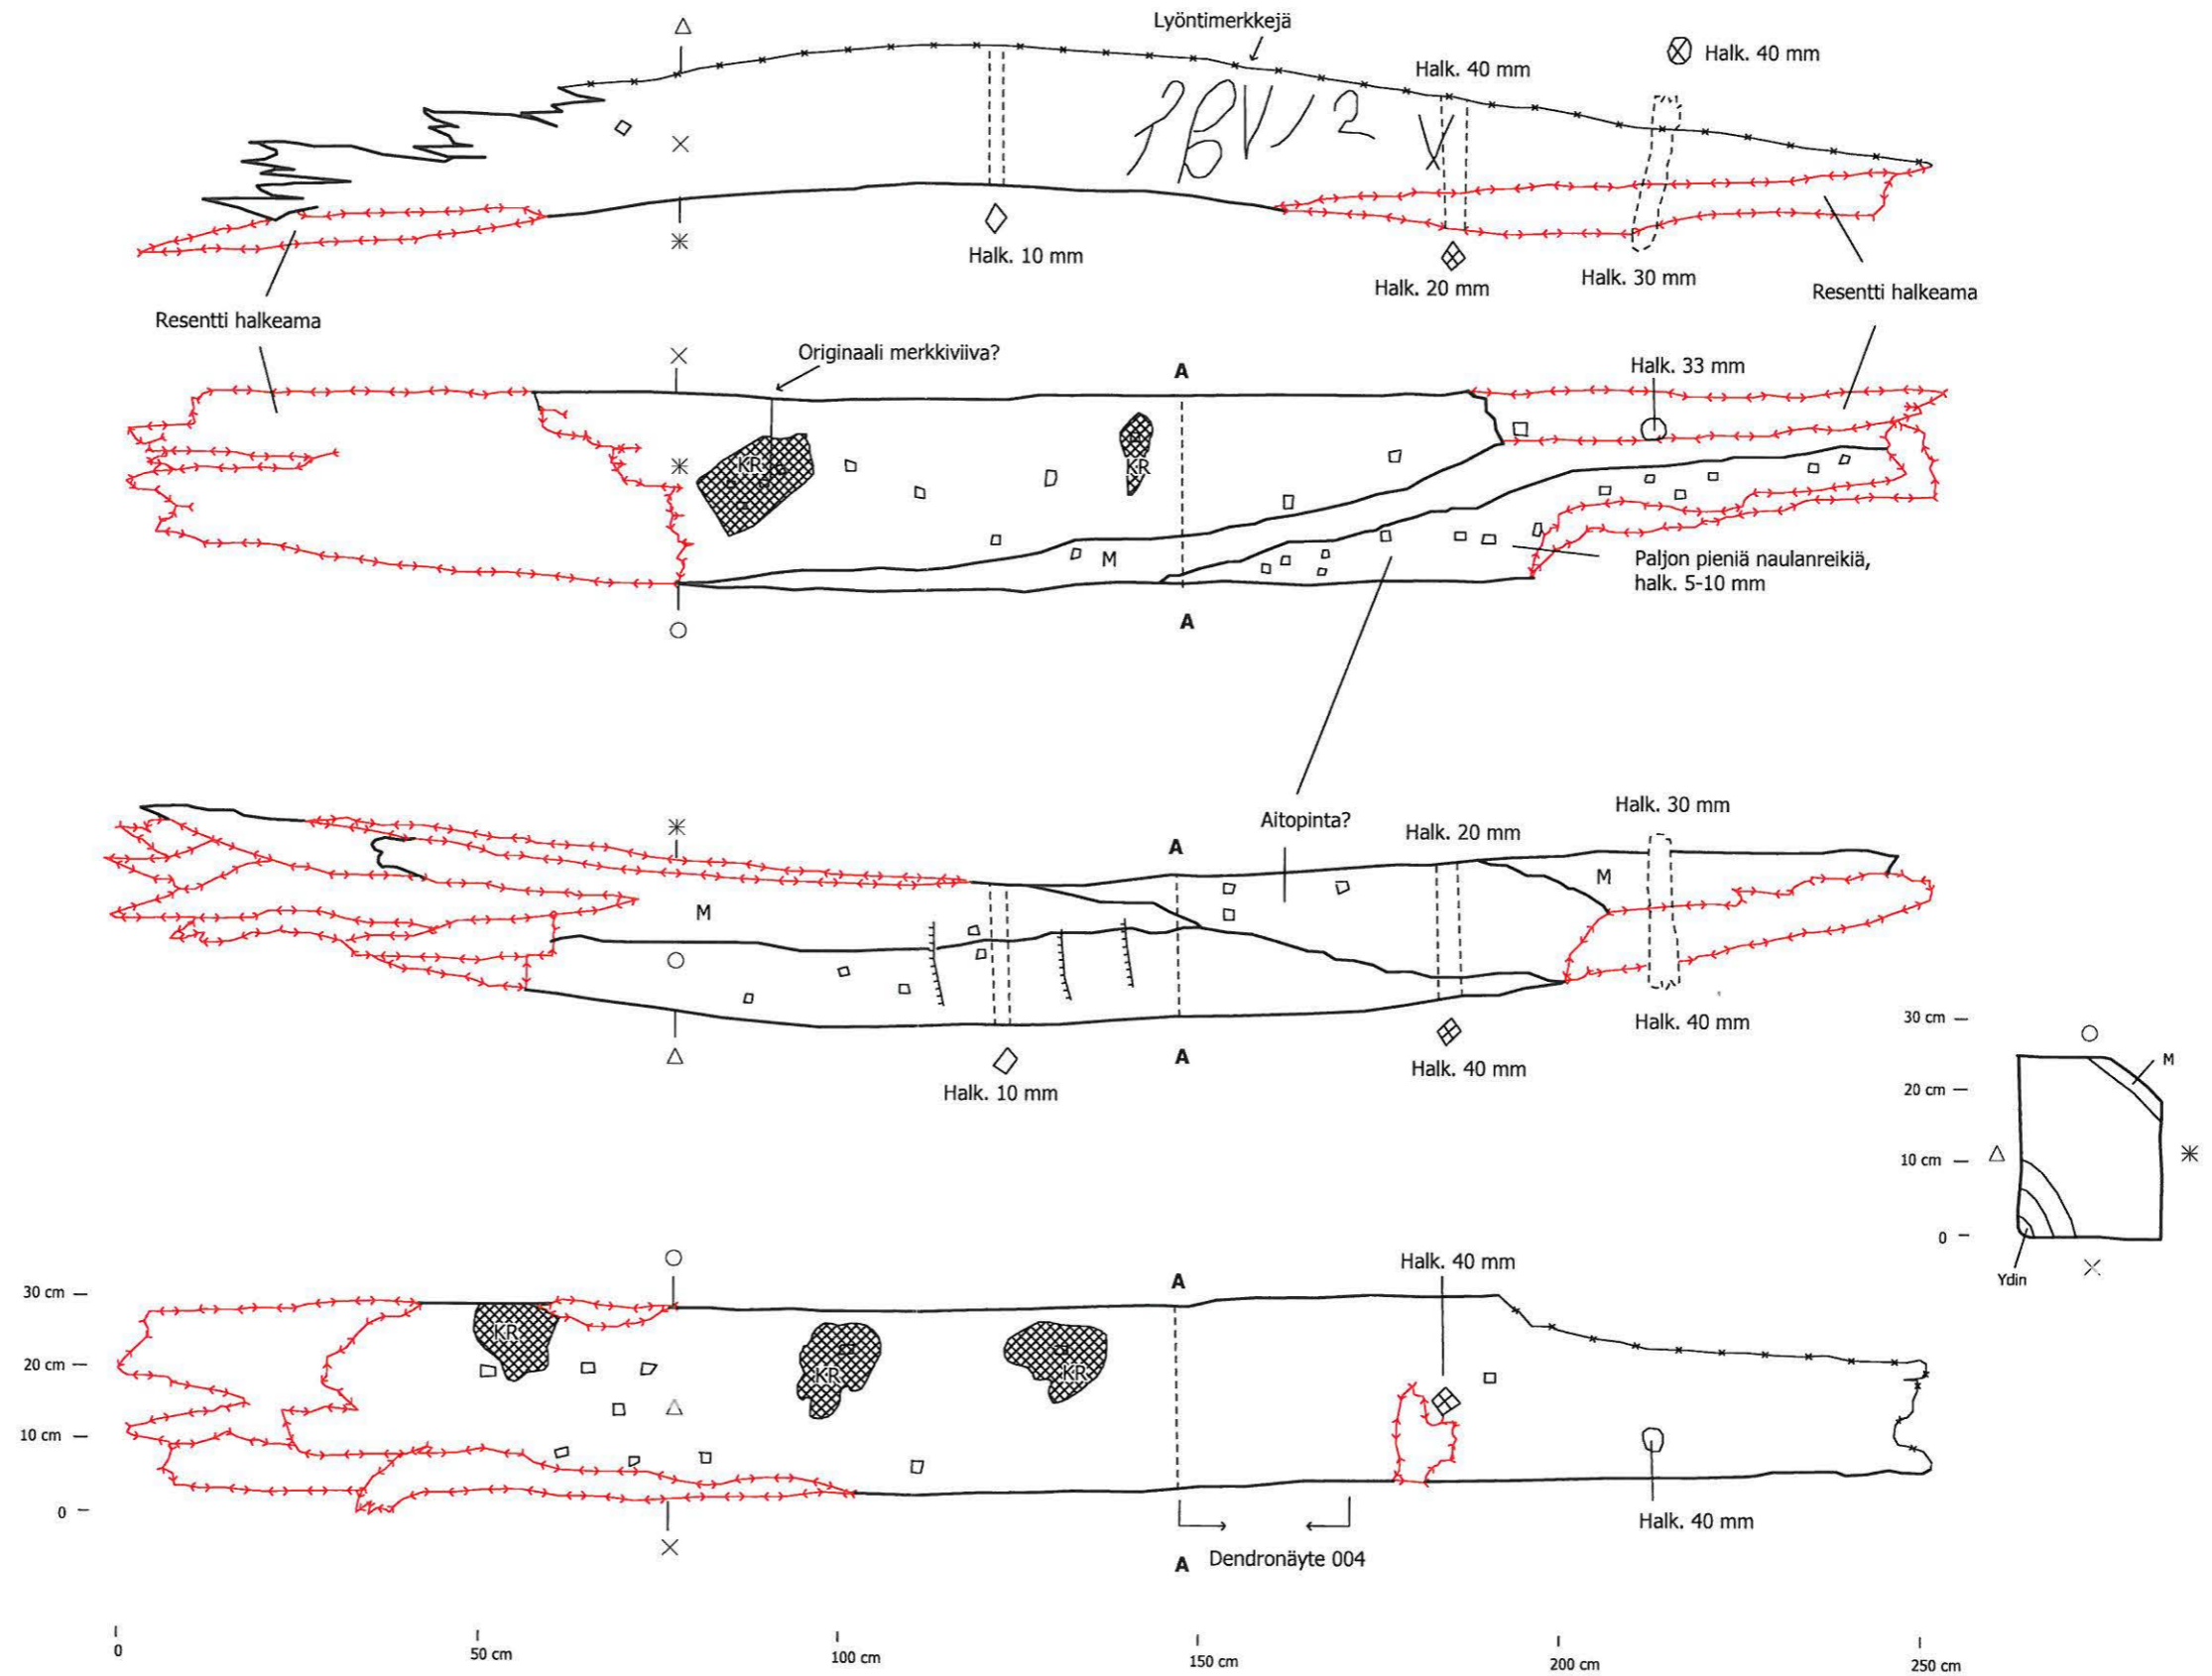 Lyöntimerkkejä
Halk. 40 mm
Halk. 40 mm
Halk. 10 mm
Halk. 20 mm
Halk. 30 mm
Resentti halkeama
Resentti halkeama
Originaali merkkiviiva?
A
Halk. 33 mm
KR
KR
M
Paljon pieniä naulanreikiä,
halk. 5-10 mm
A
Aitopinta?
Halk. 30 mm
Halk. 20 mm
A
M
M
A
Halk. 10 mm
Halk. 40 mm
Halk. 40 mm
30 cm
20 cm
10 cm
0
M
Ydin
A
Halk. 40 mm
30 cm
20 cm
10 cm
0
KR
KR
KR
Halk. 40 mm
A
Dendronäyte 004
0
50 cm
100 cm
150 cm
200 cm
250 cm